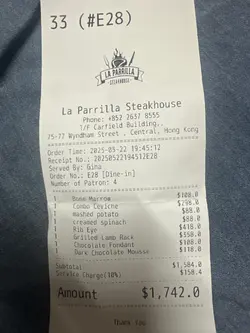 33 (#E28)
LA PARRILLA
STEAKHOUSE
La Parrilla Steakhouse
Phone: +852 2637 8555
1/F Carfield Building,.
75-77 Wyndham Street , Central, Hong Kong
Order Time: 2025-09-22 19:45:12
Receipt No.: 20250522194512E28
Served By: Gina
Order No.: E28 [Dine-in]
Number of Patron: 4
1 Bone Marrow $108.0
1 Combo Ceviche $298.0
1 mashed potato $88.0
1 creamed spinach $88.0
1 Rib Eye $418.0
1 Grilled Lamb Rack $358.0
1 Chocolate Fondant $108.0
1 Dark Chocolate Mousse $118.0
Subtotal $1,584.0
Service Charge(10%) $158.4
Amount $1,742.0
Thank You